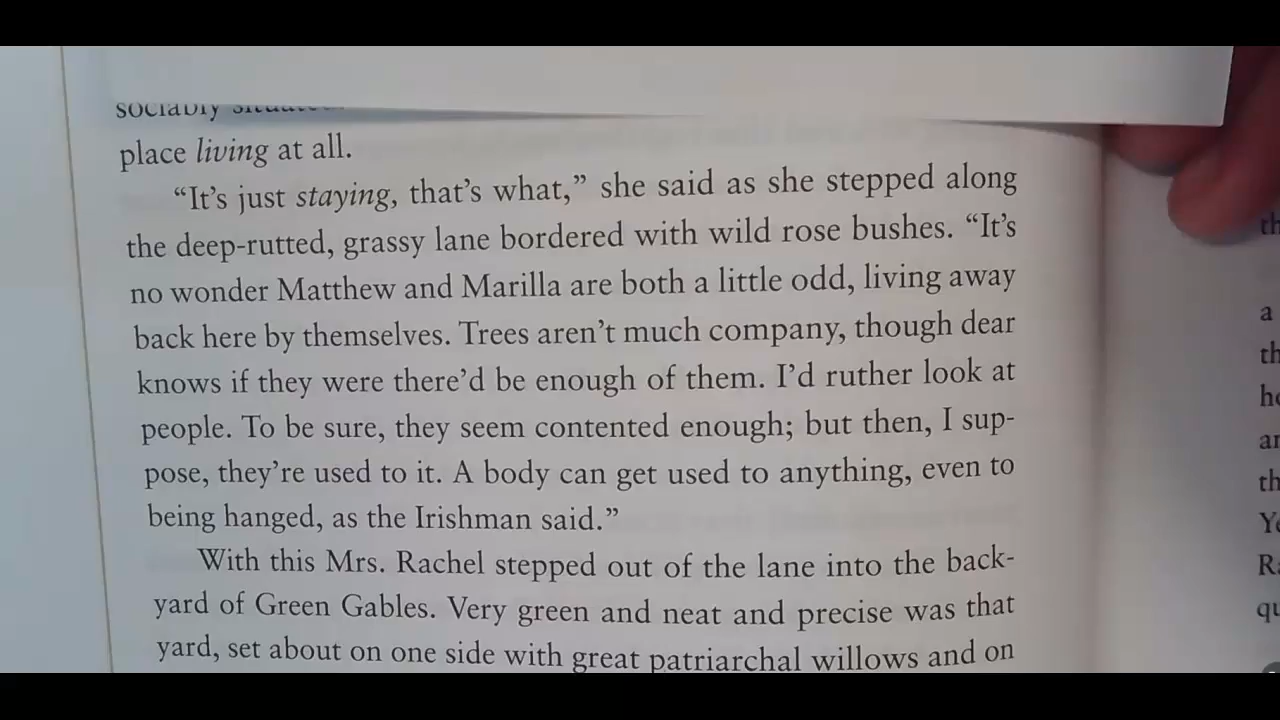 sociably
place living at all.
“It’s just staying, that’s what,” she said as she stepped along
the deep-rutted, grassy lane bordered with wild rose bushes. “It’s
no wonder Matthew and Marilla are both a little odd, living away
back here by themselves. Trees aren’t much company, though dear
knows if they were there’d be enough of them. I’d ruther look at
people. To be sure, they seem contented enough; but then, I sup-
pose, they’re used to it. A body can get used to anything, even to
being hanged, as the Irishman said.”
With this Mrs. Rachel stepped out of the lane into the back-
yard of Green Gables. Very green and neat and precise was that
yard, set about on one side with great patriarchal willows and on
a